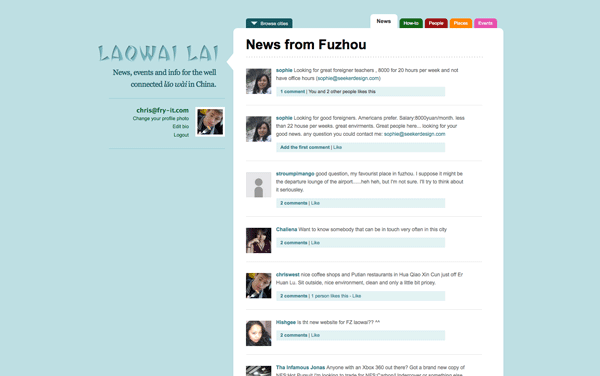 Browse cities
News
How-to
People
Places
Events
LAOWAI LAI
News, events and info for the well
connected lǎo wài in China.
chris@fry-it.com
Change your profile photo
Edit bio
Logout
News from Fuzhou
sophie Looking for great foreigner teachers , 8000 for 20 hours per week and not
have office hours (sophie@seekerdesign.com)
1 comment | You and 2 other people likes this
sophie Looking for good foreigners. Americans prefer. Salary:8000yuan/month. less
than 22 house per weeks. great enviriments. Great people here... looking for your
good news. any question you could contact me: sophie@seekerdesign.com
Add the first comment | Like
stroumpimango good question, my favourist place in fuzhou. I suppose it might be
the departure lounge of the airport......heh heh, but I'm not sure. I'll try to think about
it seriousley.
2 comments | Like
Challena Want to know somebody that can be in touch very often in this city
2 comments | Like
chriswest nice coffee shops and Putian restaurants in Hua Qiao Xin Cun just off Er
Huan Lu. Sit outside, nice environment, clean and only a little bit pricey.
2 comments | 1 person likes this - Like
Hishgee Is tht new website for FZ laowai?? ^^
2 comments | Like
The Infamous Jonas Anyone with an Xbox 360 out there? Got a brand new copy of